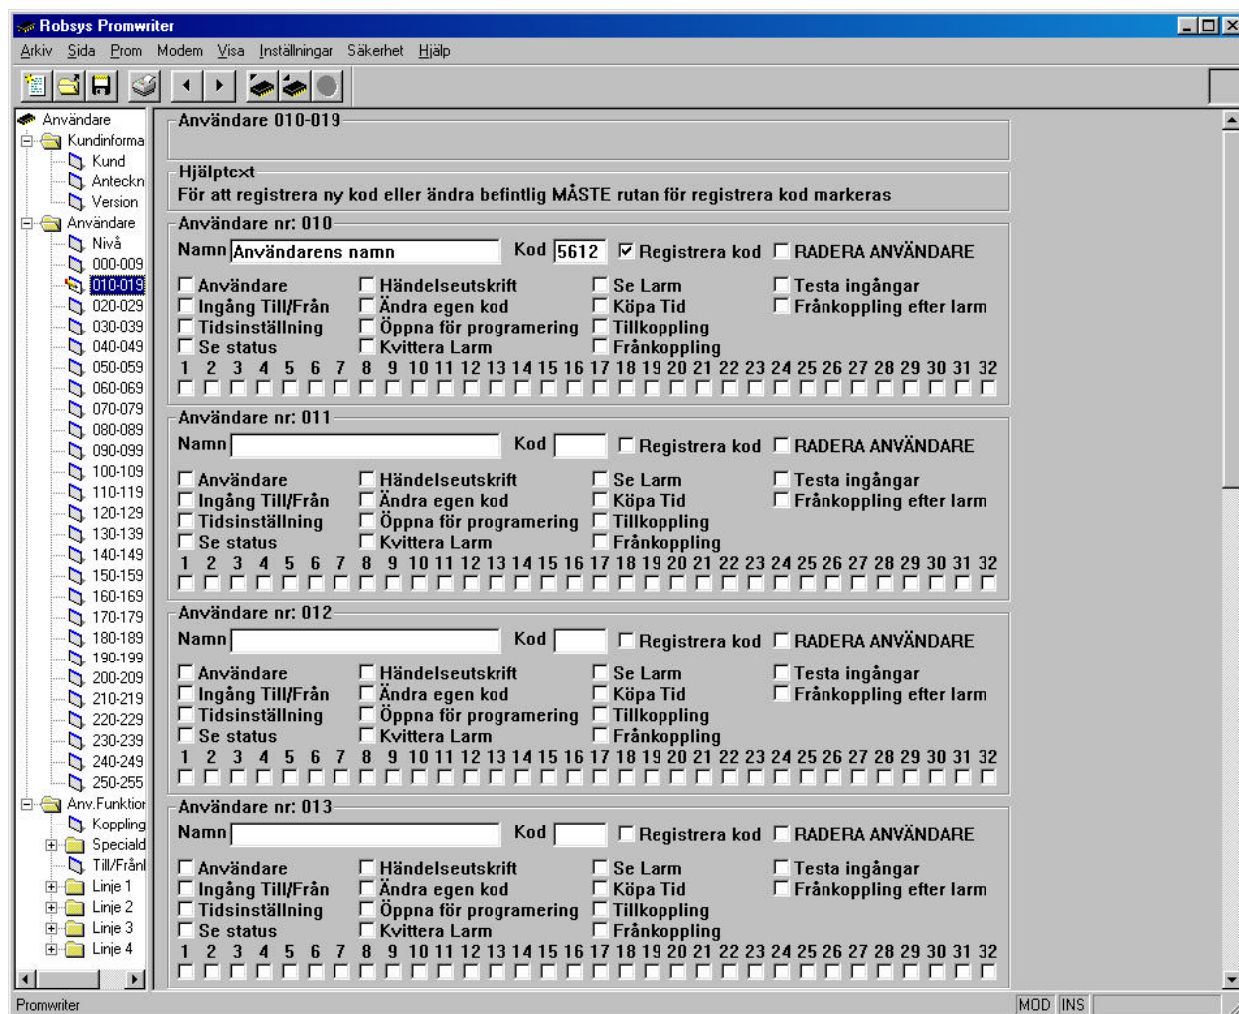 Robsys Promwriter
Arkiv Sida Prom Modem Visa Inställningar Säkerhet Hjälp
Användare
Kundinforma
Kund
Anteckn
Version
Användare
Nivå
000-009
010-019
020-029
030-039
040-049
050-059
060-069
070-079
080-089
090-099
100-109
110-119
120-129
130-139
140-149
150-159
160-169
170-179
180-189
190-199
200-209
210-219
220-229
230-239
240-249
250-255
Anv.Funktion
Koppling
Speciald
Till/Frånl
Linje 1
Linje 2
Linje 3
Linje 4
Användare 010-019
Hjälptext
För att registrera ny kod eller ändra befintlig MÅSTE rutan för registrera kod markeras
Användare nr: 010
Namn Användarens namn Kod 5612 Registrera kod RADERA ANVÄNDARE
Användare Händelseutskrift Se Larm Testa ingångar
Ingång Till/Från Ändra egen kod Köpa Tid Frånkoppling efter larm
Tidsinställning Öppna för programering Tillkoppling
Se status Kvittera Larm Frånkoppling
1 2 3 4 5 6 7 8 9 10 11 12 13 14 15 16 17 18 19 20 21 22 23 24 25 26 27 28 29 30 31 32
Användare nr: 011
Namn Kod Registrera kod RADERA ANVÄNDARE
Användare Händelseutskrift Se Larm Testa ingångar
Ingång Till/Från Ändra egen kod Köpa Tid Frånkoppling efter larm
Tidsinställning Öppna för programering Tillkoppling
Se status Kvittera Larm Frånkoppling
1 2 3 4 5 6 7 8 9 10 11 12 13 14 15 16 17 18 19 20 21 22 23 24 25 26 27 28 29 30 31 32
Användare nr: 012
Namn Kod Registrera kod RADERA ANVÄNDARE
Användare Händelseutskrift Se Larm Testa ingångar
Ingång Till/Från Ändra egen kod Köpa Tid Frånkoppling efter larm
Tidsinställning Öppna för programering Tillkoppling
Se status Kvittera Larm Frånkoppling
1 2 3 4 5 6 7 8 9 10 11 12 13 14 15 16 17 18 19 20 21 22 23 24 25 26 27 28 29 30 31 32
Användare nr: 013
Namn Kod Registrera kod RADERA ANVÄNDARE
Användare Händelseutskrift Se Larm Testa ingångar
Ingång Till/Från Ändra egen kod Köpa Tid Frånkoppling efter larm
Tidsinställning Öppna för programering Tillkoppling
Se status Kvittera Larm Frånkoppling
1 2 3 4 5 6 7 8 9 10 11 12 13 14 15 16 17 18 19 20 21 22 23 24 25 26 27 28 29 30 31 32
Promwriter MOD INS